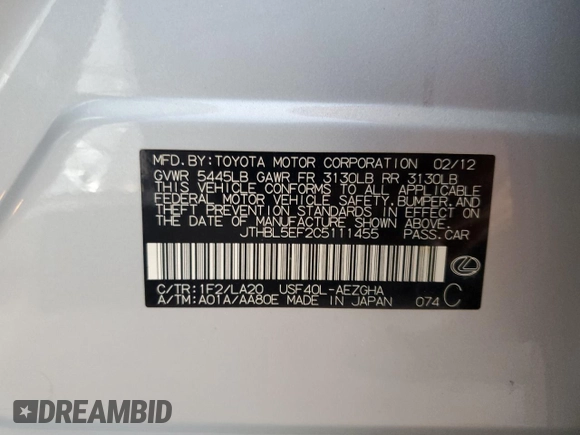 MFD.BY:TOYOTA MOTOR CORPORATION 02/12
GVWR 5445LB GAWR FR 3130LB RR 3130LB
THIS VEHICLE CONFORMS TO ALL APPLICABLE
FEDERAL MOTOR VEHICLE SAFETY,BUMPER,AND
THEFT PREVENTION STANDARDS IN EFFECT
ON THE DATE OF MANUFACTURE SHOWN ABOVE.
JTHBL5EF2C5111455 PASS.CAR
C/TR:1F2/LA20 USF40L-AEZGHA
A/TM:A01A/AA80E MADE IN JAPAN 074 C
DREAMBID